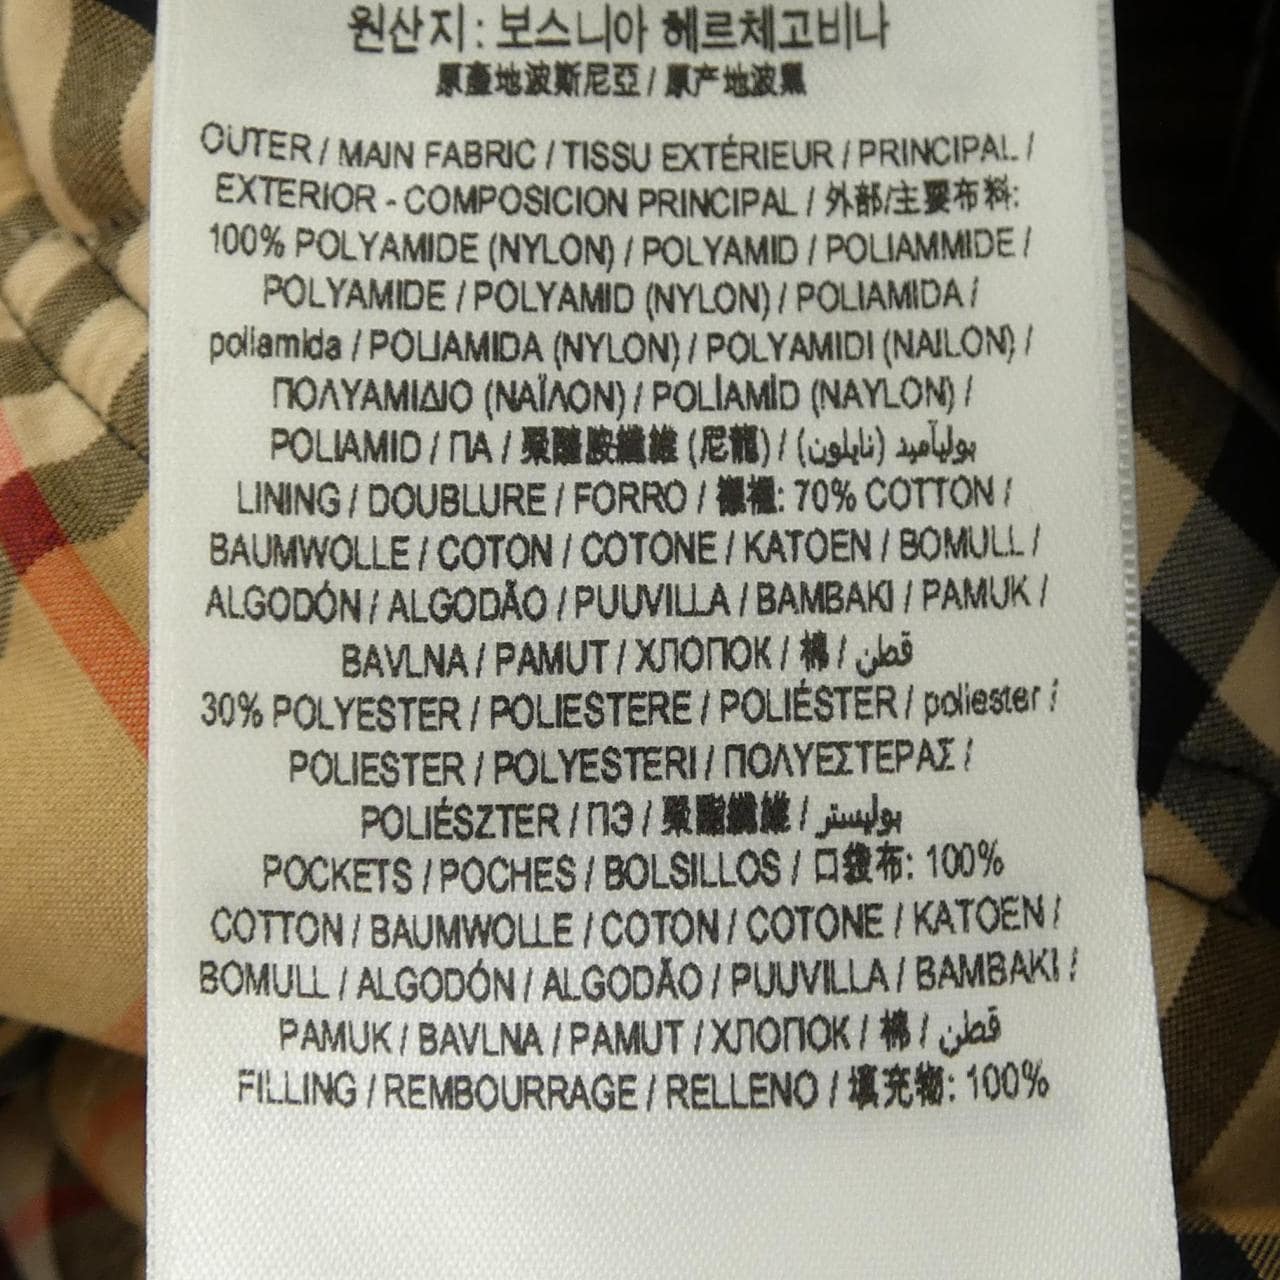 원산지: 보스니아 헤르체고비나
原產地波斯尼亞 / 原产地波黑
OUTER / MAIN FABRIC / TISSU EXTÉRIEUR / PRINCIPAL /
EXTERIOR - COMPOSICION PRINCIPAL / 外部/主要布料:
100% POLYAMIDE (NYLON) / POLYAMID / POLIAMMIDE /
POLYAMIDE / POLYAMID (NYLON) / POLIAMIDA /
poliamida / POLIAMIDA (NYLON) / POLYAMIDI (NAILON) /
ΠΟΛΥΑΜΙΔΙΟ (ΝΑΪΛΟΝ) / POLİAMİD (NAYLON) /
POLIAMID / ПА / 聚醯胺纖維 (尼龍) / بوليآميد (نايلون)
LINING / DOUBLURE / FORRO / 襯裡: 70% COTTON /
BAUMWOLLE / COTON / COTONE / KATOEN / BOMULL /
ALGODÓN / ALGODÃO / PUUVILLA / BAMBAKI / PAMUK /
BAVLNA / PAMUT / ХЛОПОК / 棉 / قطن
30% POLYESTER / POLIESTERE / POLIÉSTER / poliester /
POLIESTER / POLYESTERI / ΠΟΛΥΕΣΤΕΡΑΣ /
POLIÉSZTER / ПЭ / 聚酯纖維 / بوليستر
POCKETS / POCHES / BOLSILLOS / 口袋布: 100%
COTTON / BAUMWOLLE / COTON / COTONE / KATOEN /
BOMULL / ALGODÓN / ALGODÃO / PUUVILLA / BAMBAKI /
PAMUK / BAVLNA / PAMUT / ХЛОПОК / 棉 / قطن
FILLING / REMBOURRAGE / RELLENO / 填充物: 100%